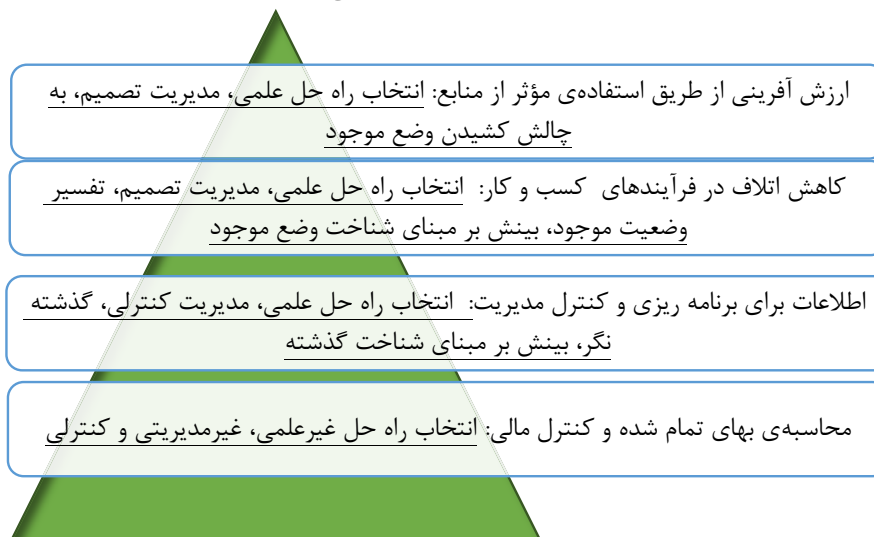 ارزش آفرینی از طریق استفاده‌ی مؤثر از منابع: انتخاب راه حل علمی، مدیریت تصمیم، به
چالش کشیدن وضع موجود
کاهش اتلاف در فرآیندهای کسب و کار: انتخاب راه حل علمی، مدیریت تصمیم، تفسیر
وضعیت موجود، بینش بر مبنای شناخت وضع موجود
اطلاعات برای برنامه ریزی و کنترل مدیریت: انتخاب راه حل علمی، مدیریت کنترلی، گذشته
نگر، بینش بر مبنای شناخت گذشته
محاسبه‌ی بهای تمام شده و کنترل مالی: انتخاب راه حل غیرعلمی، غیرمدیریتی و کنترلی